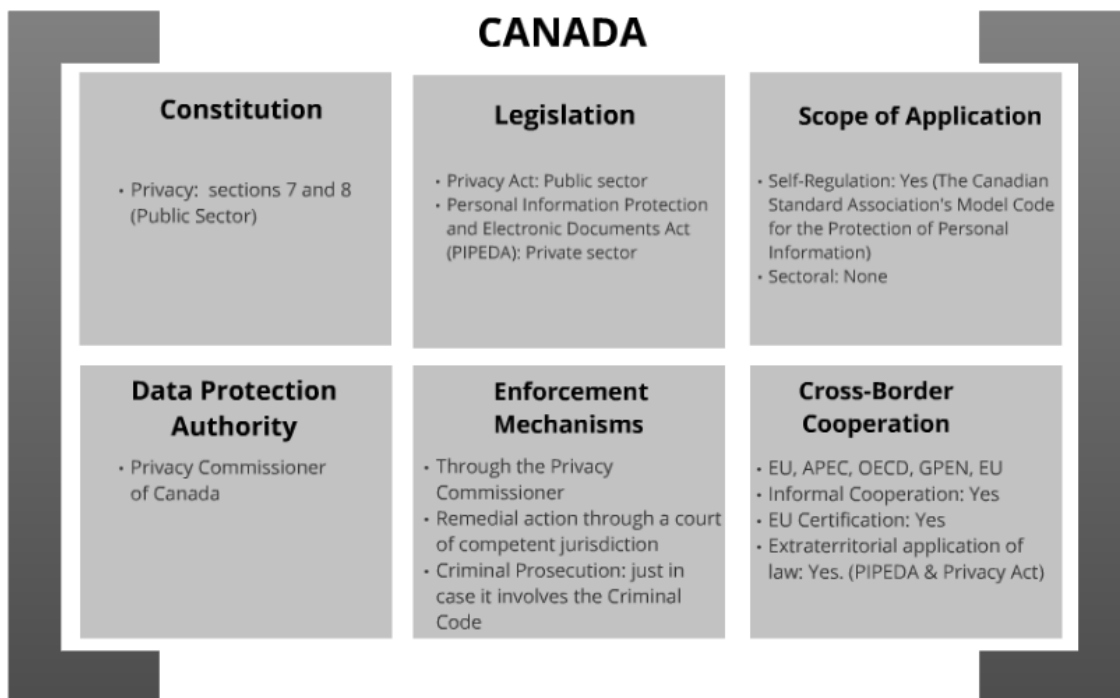 CANADA
Constitution
• Privacy:  sections 7 and 8
(Public Sector)
Legislation
• Privacy Act: Public sector
• Personal Information Protection
and Electronic Documents Act
(PIPEDA): Private sector
Scope of Application
• Self-Regulation: Yes (The Canadian
Standard Association's Model Code
for the Protection of Personal
Information)
• Sectoral: None
Data Protection
Authority
• Privacy Commissioner
of Canada
Enforcement
Mechanisms
• Through the Privacy
Commissioner
• Remedial action through a court
of competent jurisdiction
• Criminal Prosecution: just in
case it involves the Criminal
Code
Cross-Border
Cooperation
• EU, APEC, OECD, GPEN, EU
• Informal Cooperation: Yes
• EU Certification: Yes
• Extraterritorial application of
law: Yes. (PIPEDA & Privacy Act)